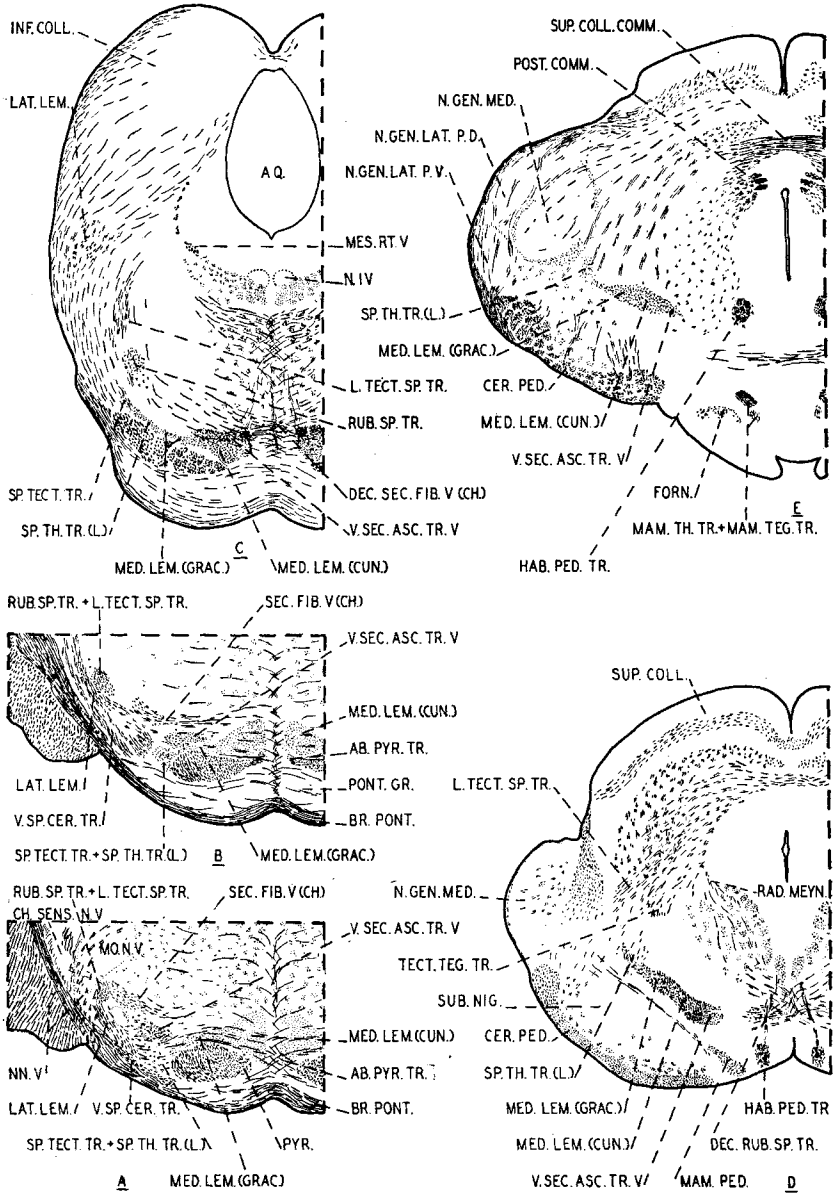 INF. COLL.
LAT. LEM.
AQ.
MES. RT. V
N. IV
L. TECT. SP. TR.
RUB. SP. TR.
SP. TECT. TR.
SP. TH. TR. (L)
DEC. SEC. FIB. V (CH)
V. SEC. ASC. TR. V
C
MED. LEM. (GRAC.)
MED. LEM. (CUN.)
SUP. COLL. COMM.
POST. COMM.
N. GEN. MED.
N. GEN. LAT. P. D.
N. GEN. LAT. P. V.
SP. TH. TR. (L.)
MED. LEM. (GRAC.)
CER. PED.
MED. LEM. (CUN.)
V. SEC. ASC. TR. V
FORN.
MAM. TH. TR. + MAM. TEG. TR.
E
HAB. PED. TR.
RUB. SP. TR. + L. TECT. SP. TR.
SEC. FIB. V (CH)
V. SEC. ASC. TR. V
MED. LEM. (CUN.)
AB. PYR. TR.
LAT. LEM.
PONT. GR.
V. SP. CER. TR.
BR. PONT.
SP. TECT. TR. + SP. TH. TR. (L)
B
MED. LEM. (GRAC.)
RUB. SP. TR. + L. TECT. SP. TR.
CH. SENS. N. V
SEC. FIB. V (CH)
MO. N. V
V. SEC. ASC. TR. V
MED. LEM. (CUN.)
NN. V
AB. PYR. TR.
LAT. LEM.
V. SP. CER. TR.
BR. PONT.
SP. TECT. TR. + SP. TH. TR. (L.)
PYR.
A
MED. LEM. (GRAC.)
SUP. COLL.
L. TECT. SP. TR.
N. GEN. MED.
RAD. MEYN.
TECT. TEG. TR.
SUB. NIG.
CER. PED.
SP. TH. TR. (L)
MED. LEM. (GRAC.)
HAB. PED. TR
MED. LEM. (CUN.)
DEC. RUB. SP. TR.
V. SEC. ASC. TR. V
MAM. PED.
D